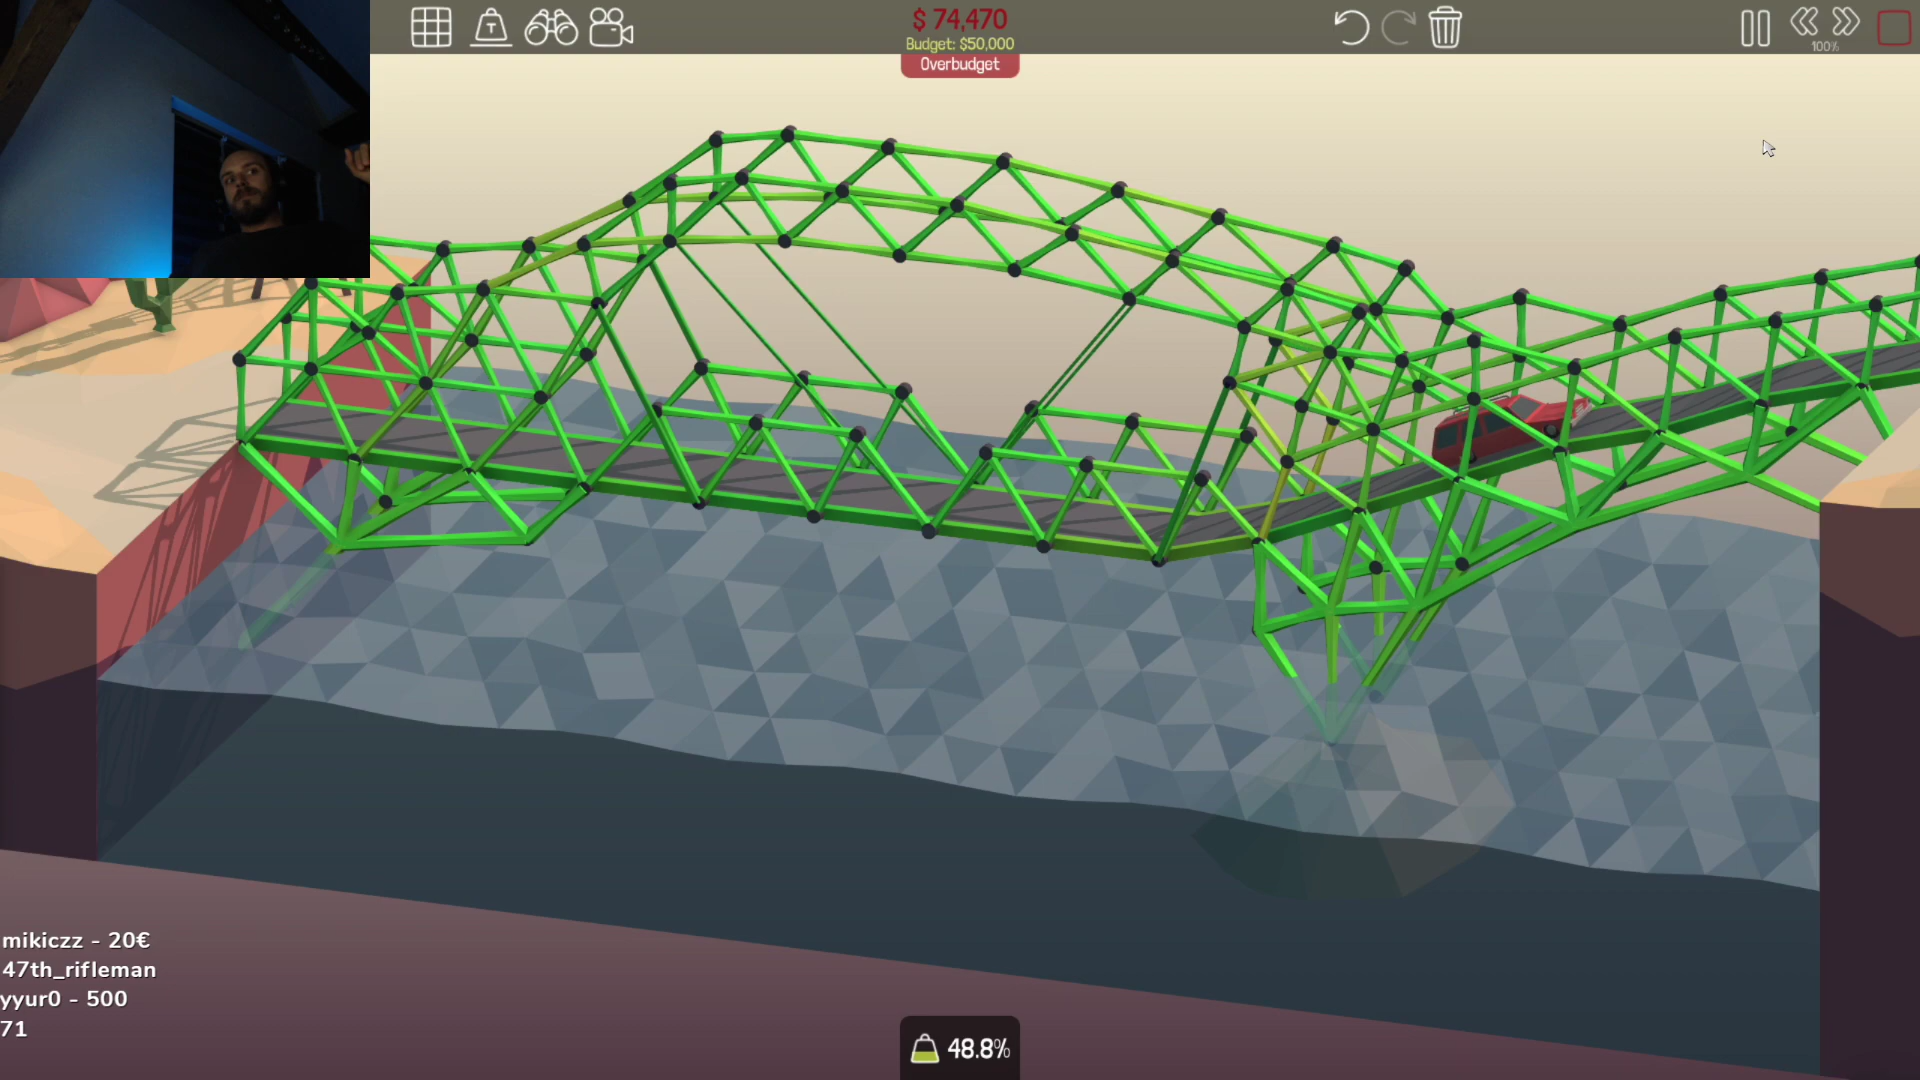 $ 74,470
Budget: $50,000
Overbudget
T
100%
mikiczz - 20€
47th_rifleman
yyur0 - 500
71
48.8%